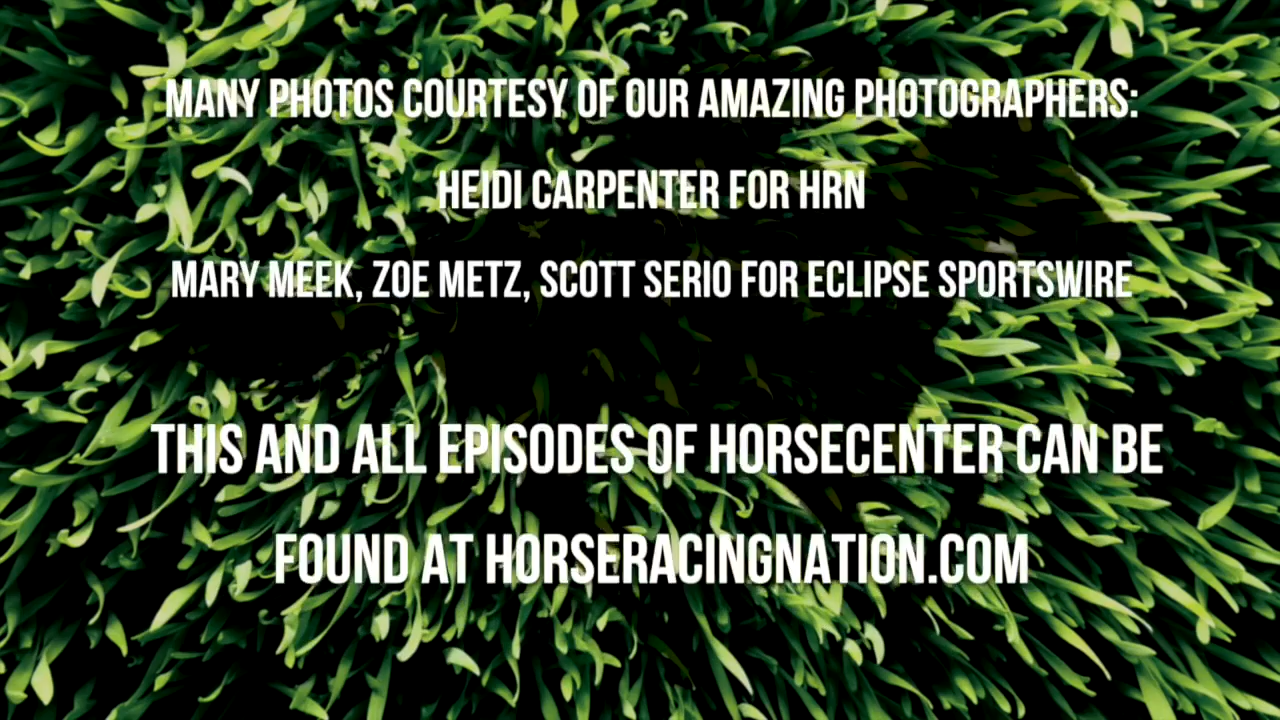 MANY PHOTOS COURTESY OF OUR AMAZING PHOTOGRAPHERS:
HEIDI CARPENTER FOR HRN
MARY MEEK, ZOE METZ, SCOTT SERIO FOR ECLIPSE SPORTSWIRE
THIS AND ALL EPISODES OF HORSECENTER CAN BE
FOUND AT HORSERACINGNATION.COM